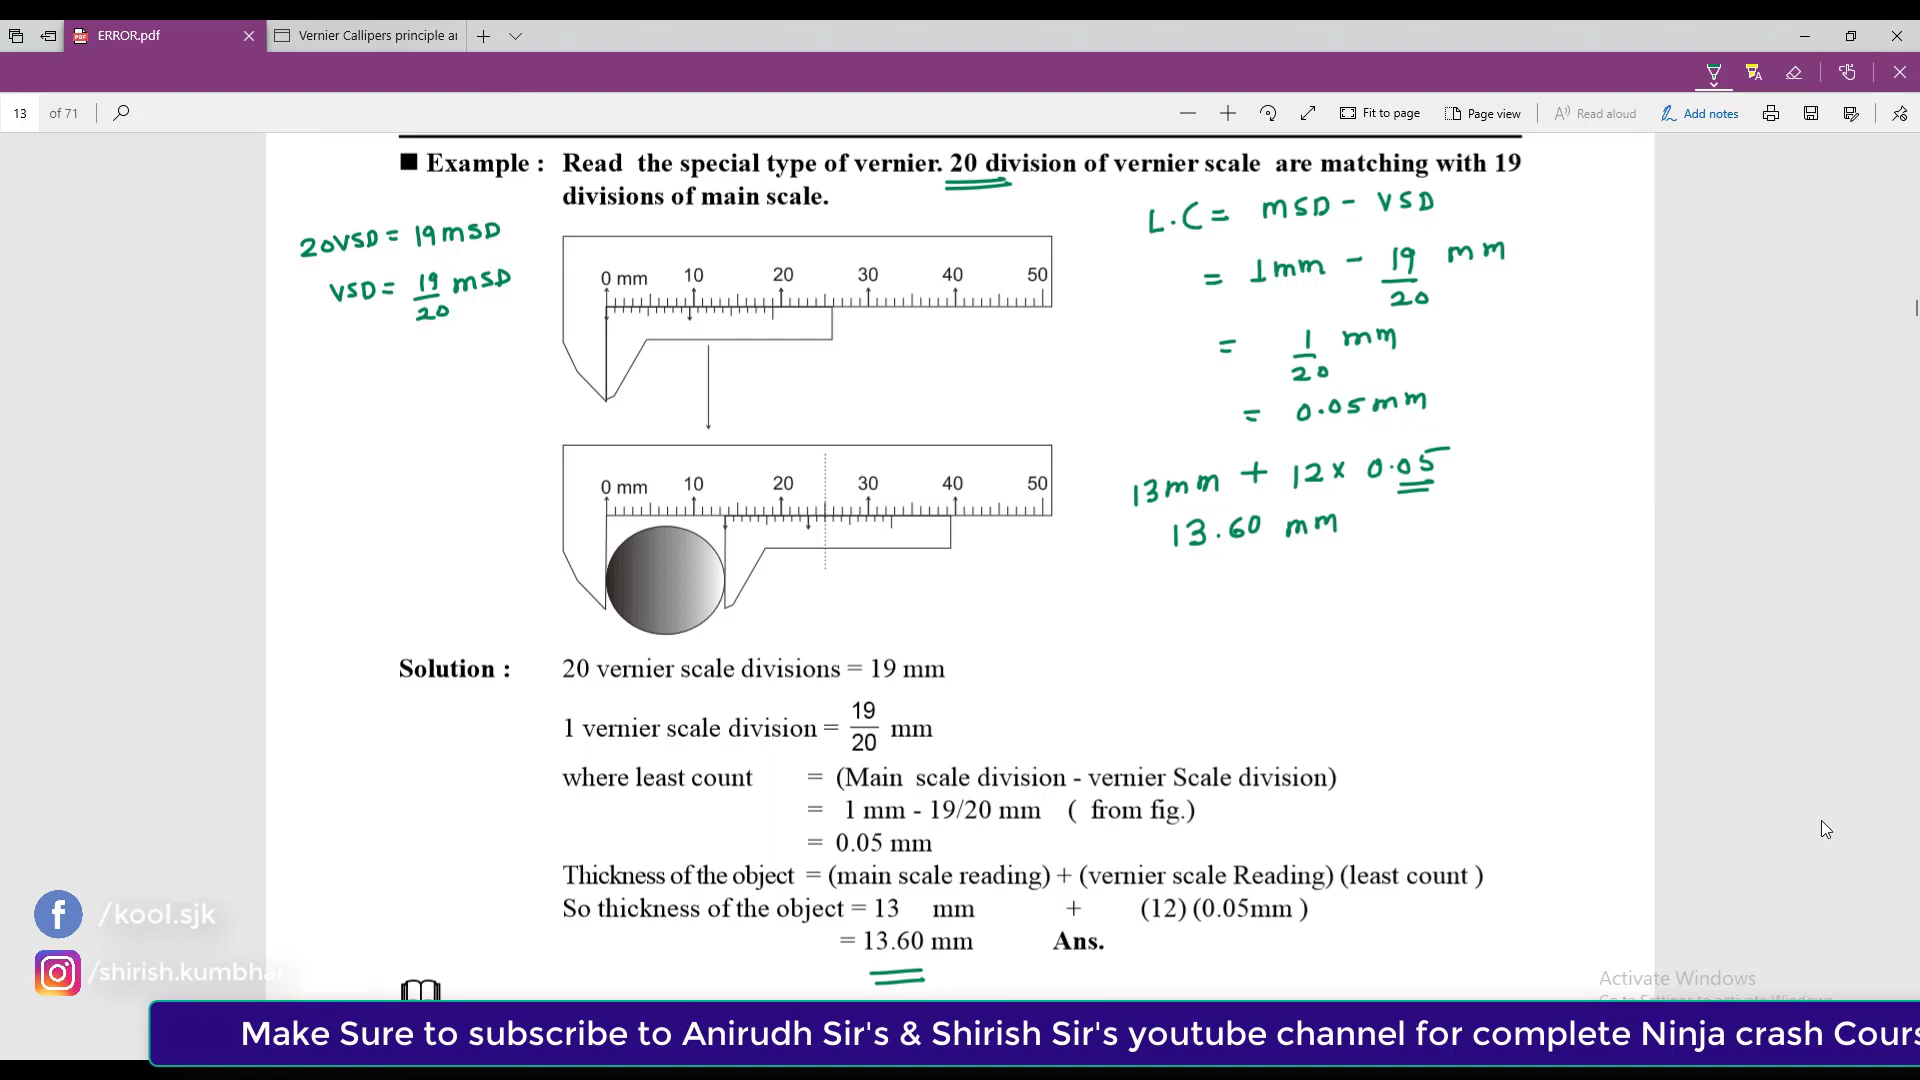 ERROR.pdf
Vernier Callipers principle ar
13 of 71
Fit to page
Page view
Read aloud
Add notes
■ Example : Read the special type of vernier. 20 division of vernier scale are matching with 19
divisions of main scale.
20VSD = 19 MSD
VSD = 19/20 MSD
L.C = MSD - VSD
= 1mm - 19/20 mm
= 1/20 mm
= 0.05mm
0 mm 10 20 30 40 50
0 mm 10 20 30 40 50
13mm + 12 x 0.05
13.60 mm
Solution : 20 vernier scale divisions = 19 mm
1 vernier scale division = 19/20 mm
where least count = (Main scale division - vernier Scale division)
= 1 mm - 19/20 mm ( from fig.)
= 0.05 mm
Thickness of the object = (main scale reading) + (vernier scale Reading) (least count )
So thickness of the object = 13 mm + (12) (0.05mm )
= 13.60 mm Ans.
/kool.sjk
/shirish.kumbhar
Activate Windows
Make Sure to subscribe to Anirudh Sir's & Shirish Sir's youtube channel for complete Ninja crash Cours